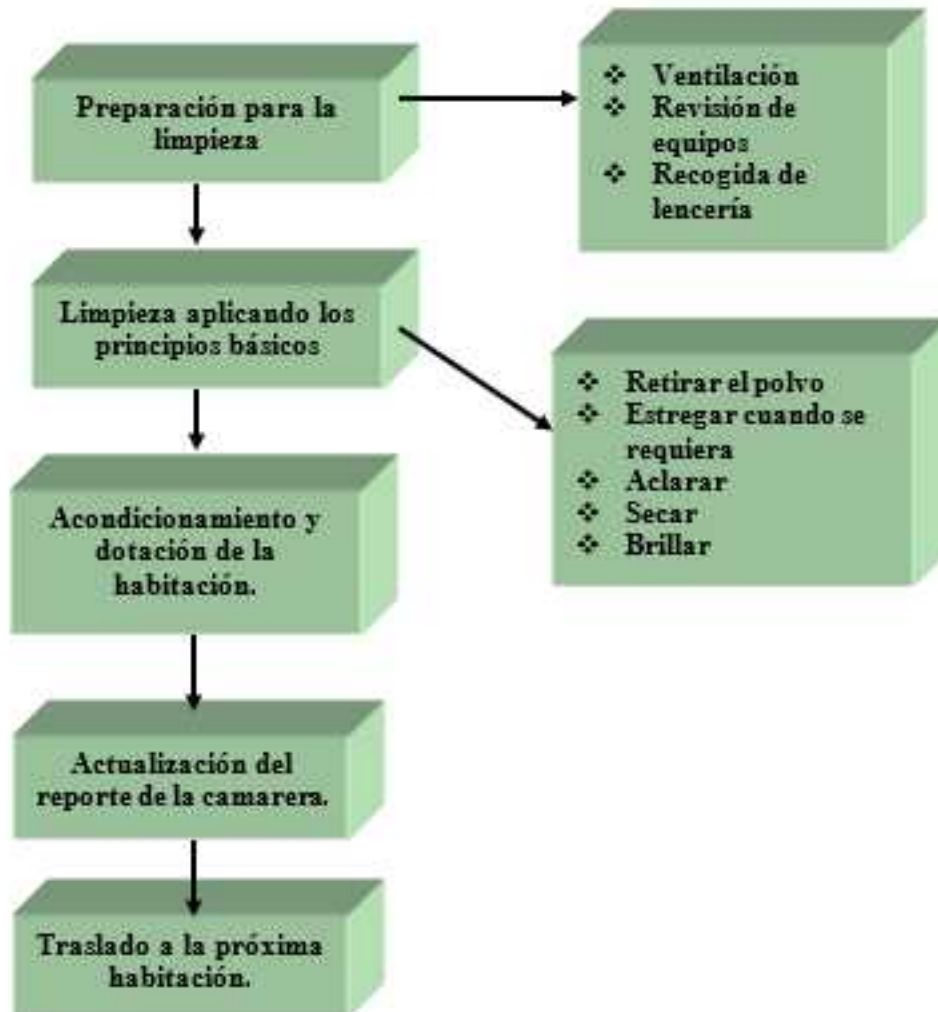 Preparación para la
limpieza
❖ Ventilación
❖ Revisión de
equipos
❖ Recogida de
lencería
Limpieza aplicando los
principios básicos
❖ Retirar el polvo
❖ Estregar cuando se
requiera
❖ Aclarar
❖ Secar
❖ Brillar
Acondicionamiento y
dotación de la
habitación.
Actualización del
reporte de la camarera.
Traslado a la próxima
habitación.